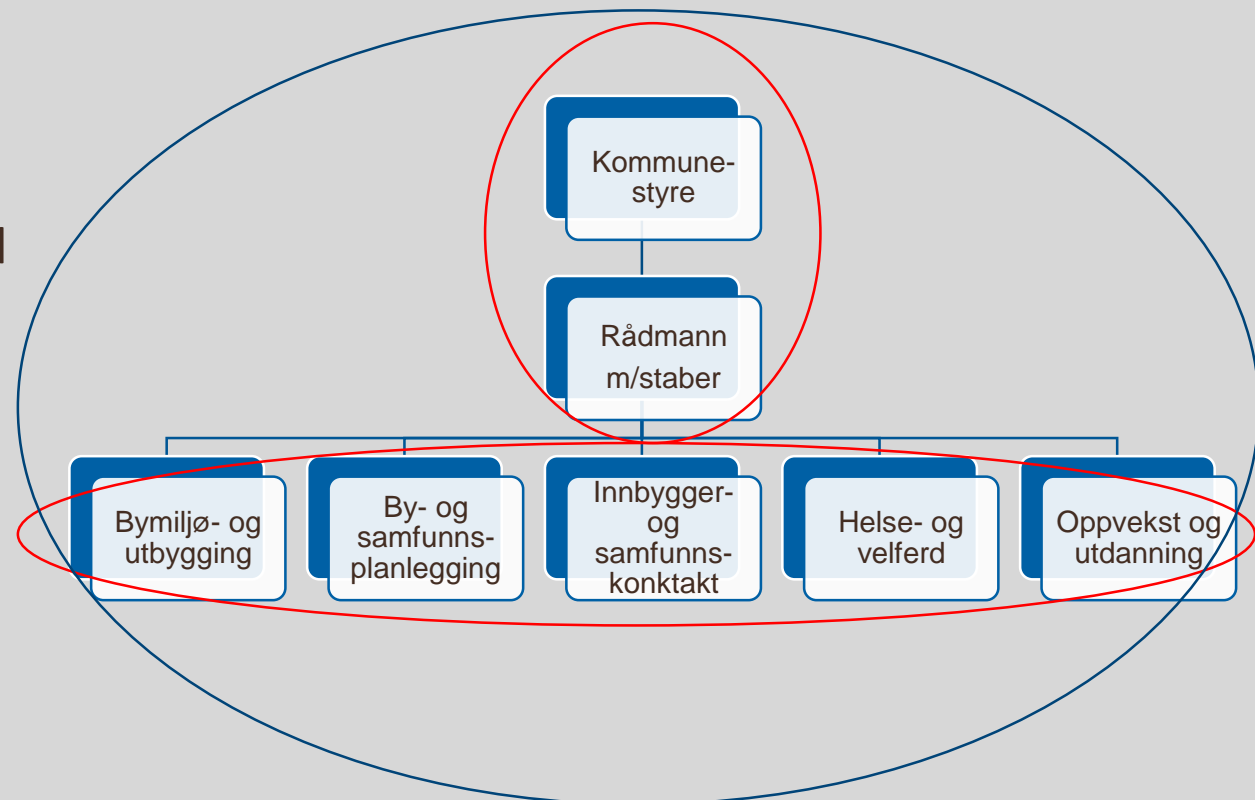 Kommune-
styre
Rådmann
m/staber
Bymiljø- og
utbygging
By- og
samfunns-
planlegging
Innbygger-
og
samfunns-
konktakt
Helse- og
velferd
Oppvekst og
utdanning